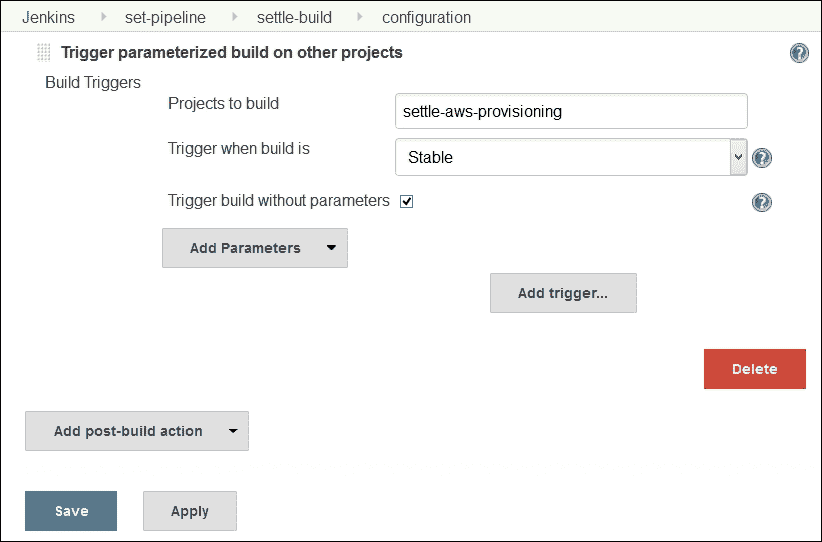 Jenkins set-pipeline settle-build configuration
Trigger parameterized build on other projects
Build Triggers
Projects to build settle-aws-provisioning
Trigger when build is Stable
Trigger build without parameters
Add Parameters
Add trigger...
Delete
Add post-build action
Save Apply